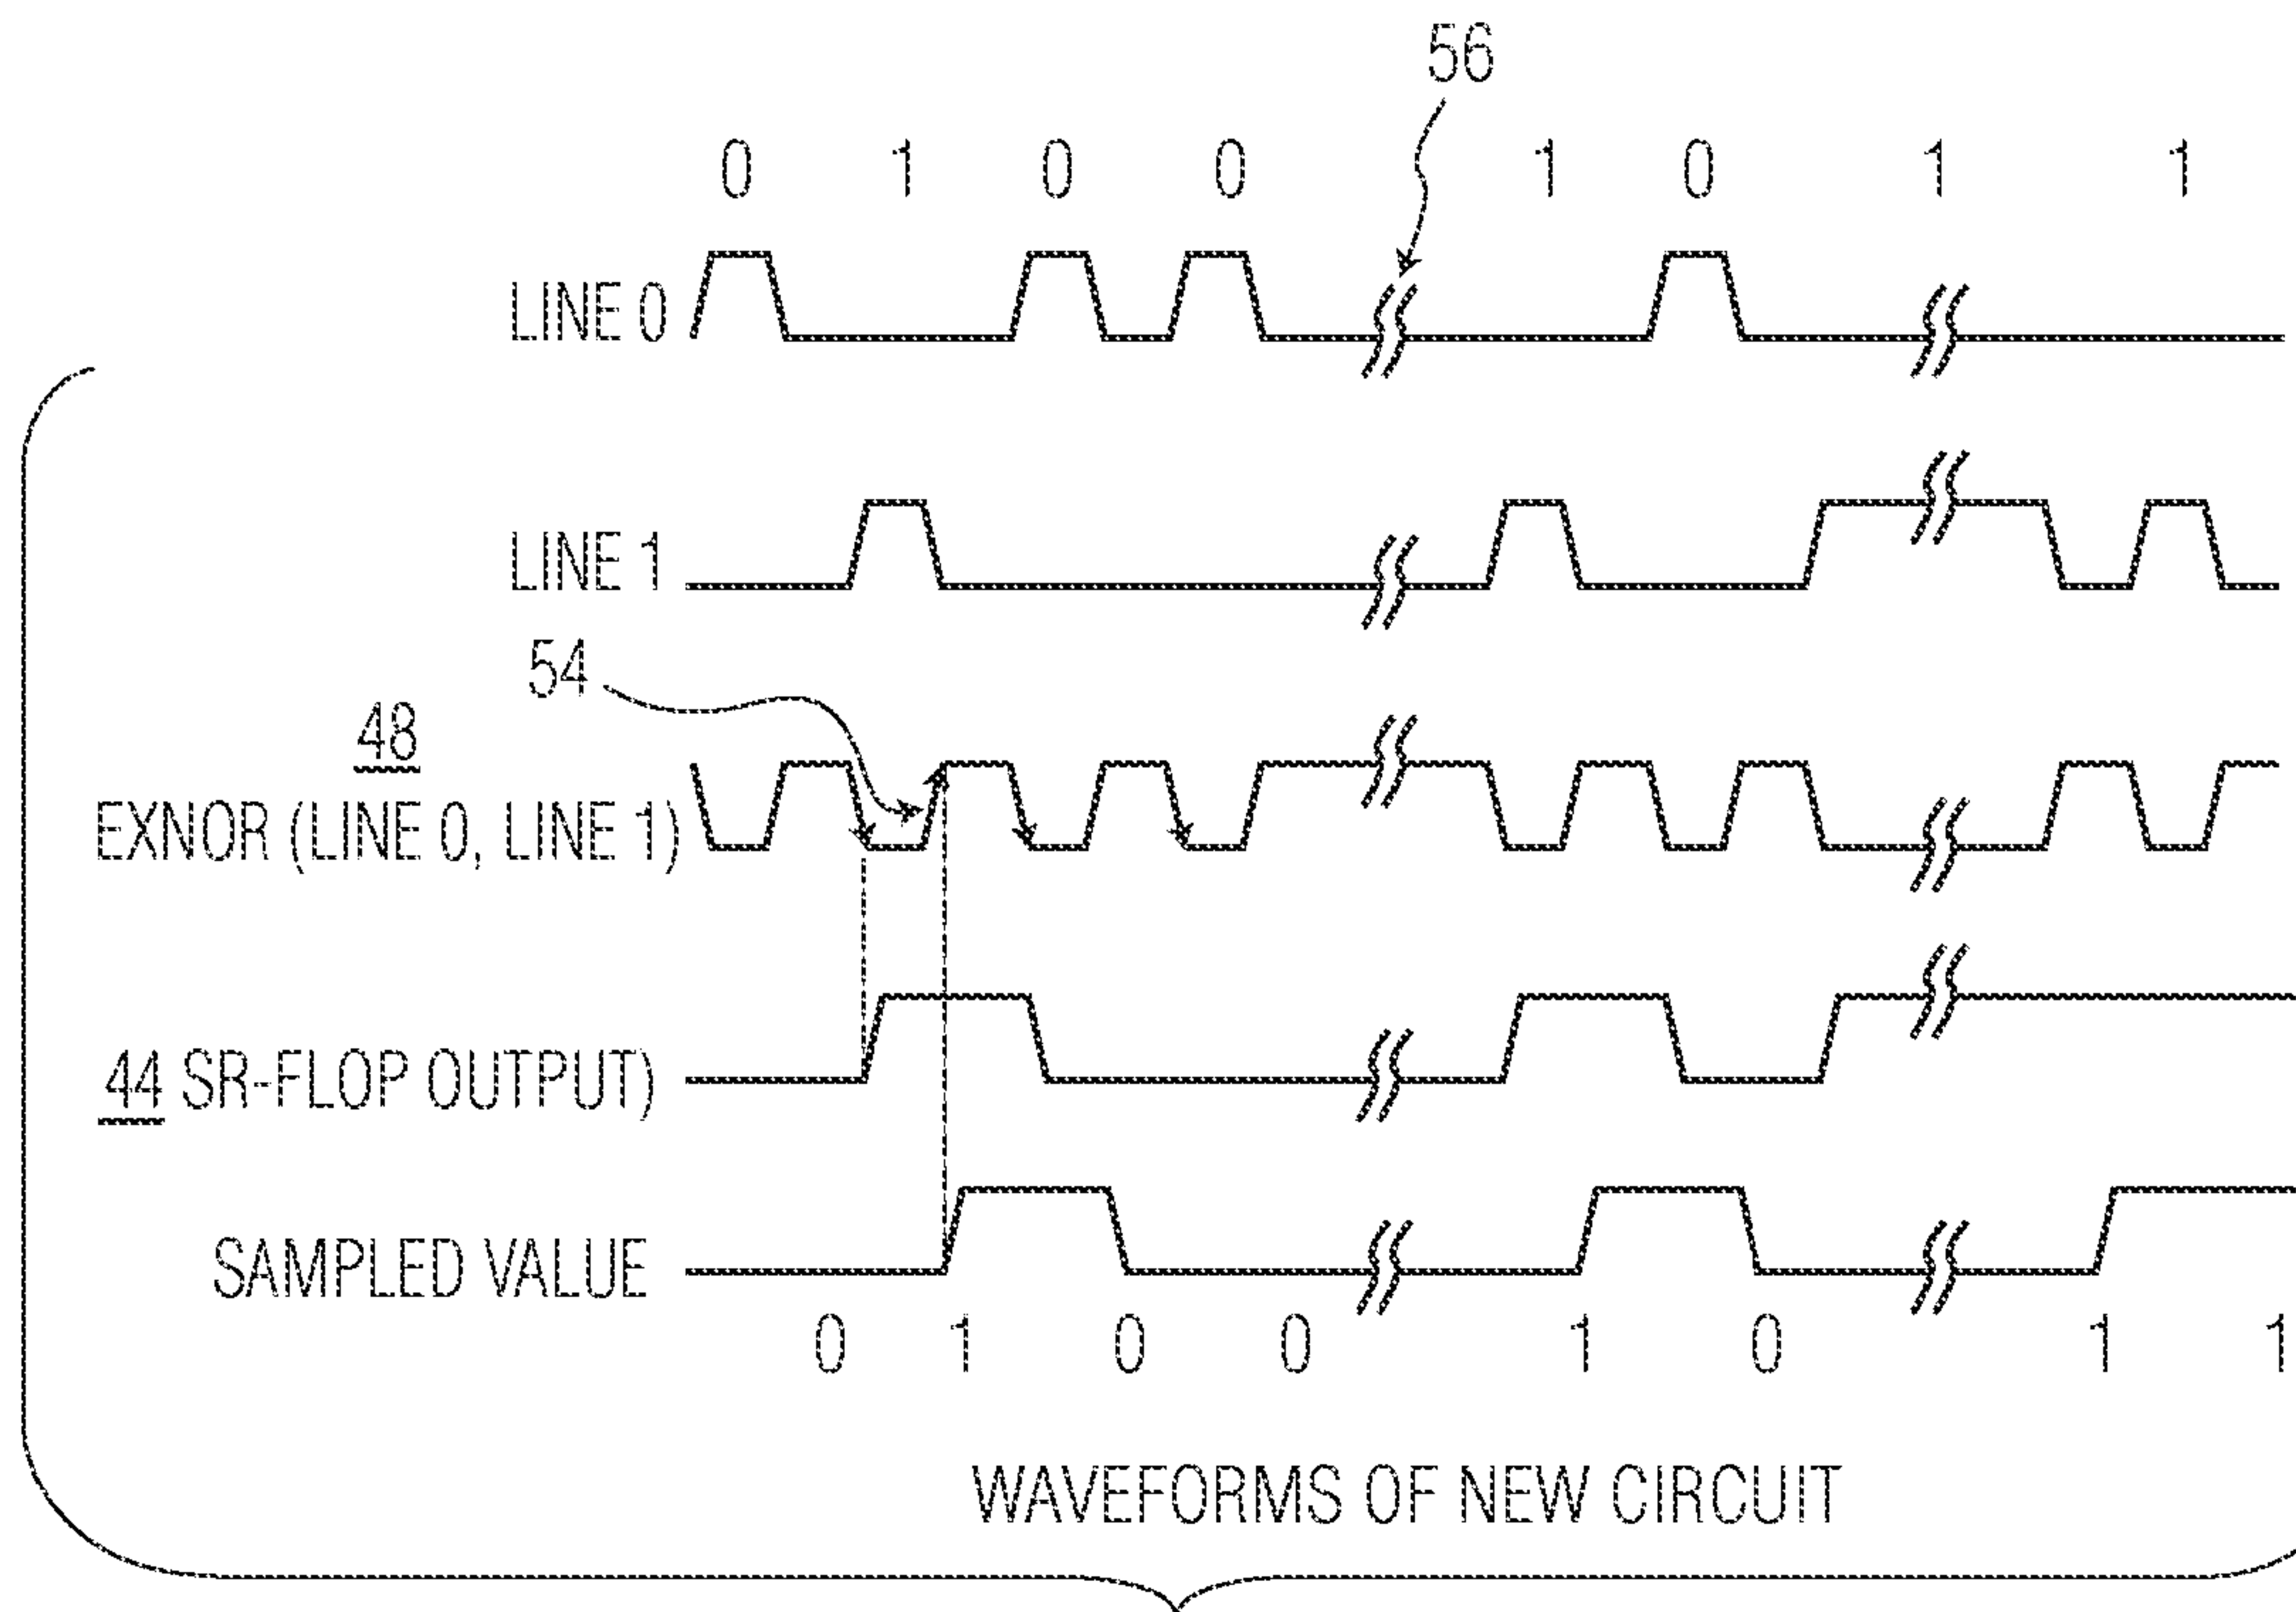 56
0 1 0 0 1 0 1 1
LINE 0
LINE 1
54
48
EXNOR (LINE 0, LINE 1)
44 SR-FLOP OUTPUT)
SAMPLED VALUE
0 1 0 0 1 0 1 1
WAVEFORMS OF NEW CIRCUIT